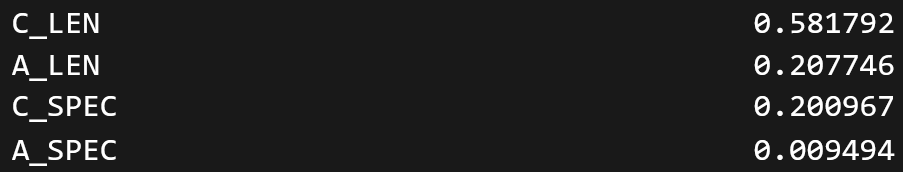 C_LEN 0.581792
A_LEN 0.207746
C_SPEC 0.200967
A_SPEC 0.009494